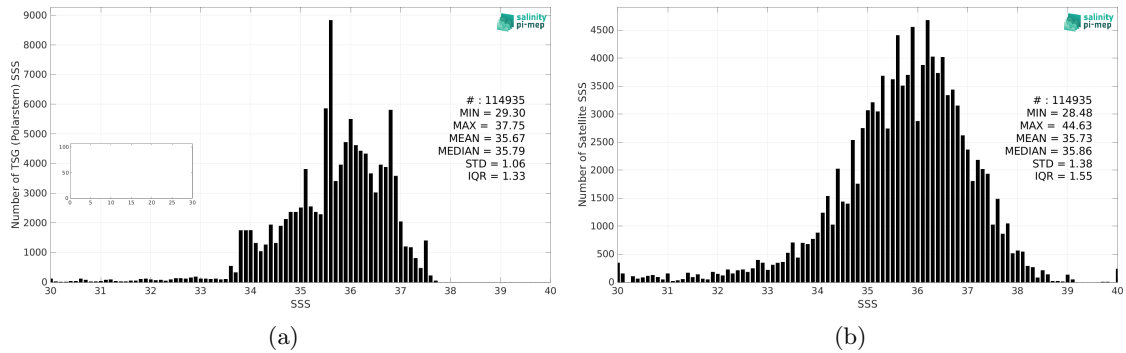 salinity
pi-mep
Number of TSG (Polarstern) SSS
9000
8000
7000
6000
5000
4000
3000
2000
1000
0
# : 114935
MIN = 29.30
MAX = 37.75
MEAN = 35.67
MEDIAN = 35.79
STD = 1.06
IQR = 1.33
100
50
0
0 5 10 15 20 25 30
30 31 32 33 34 35 36 37 38 39 40
SSS
(a)
salinity
pi-mep
Number of Satellite SSS
4500
4000
3500
3000
2500
2000
1500
1000
500
0
# : 114935
MIN = 28.48
MAX = 44.63
MEAN = 35.73
MEDIAN = 35.86
STD = 1.38
IQR = 1.55
30 31 32 33 34 35 36 37 38 39 40
SSS
(b)